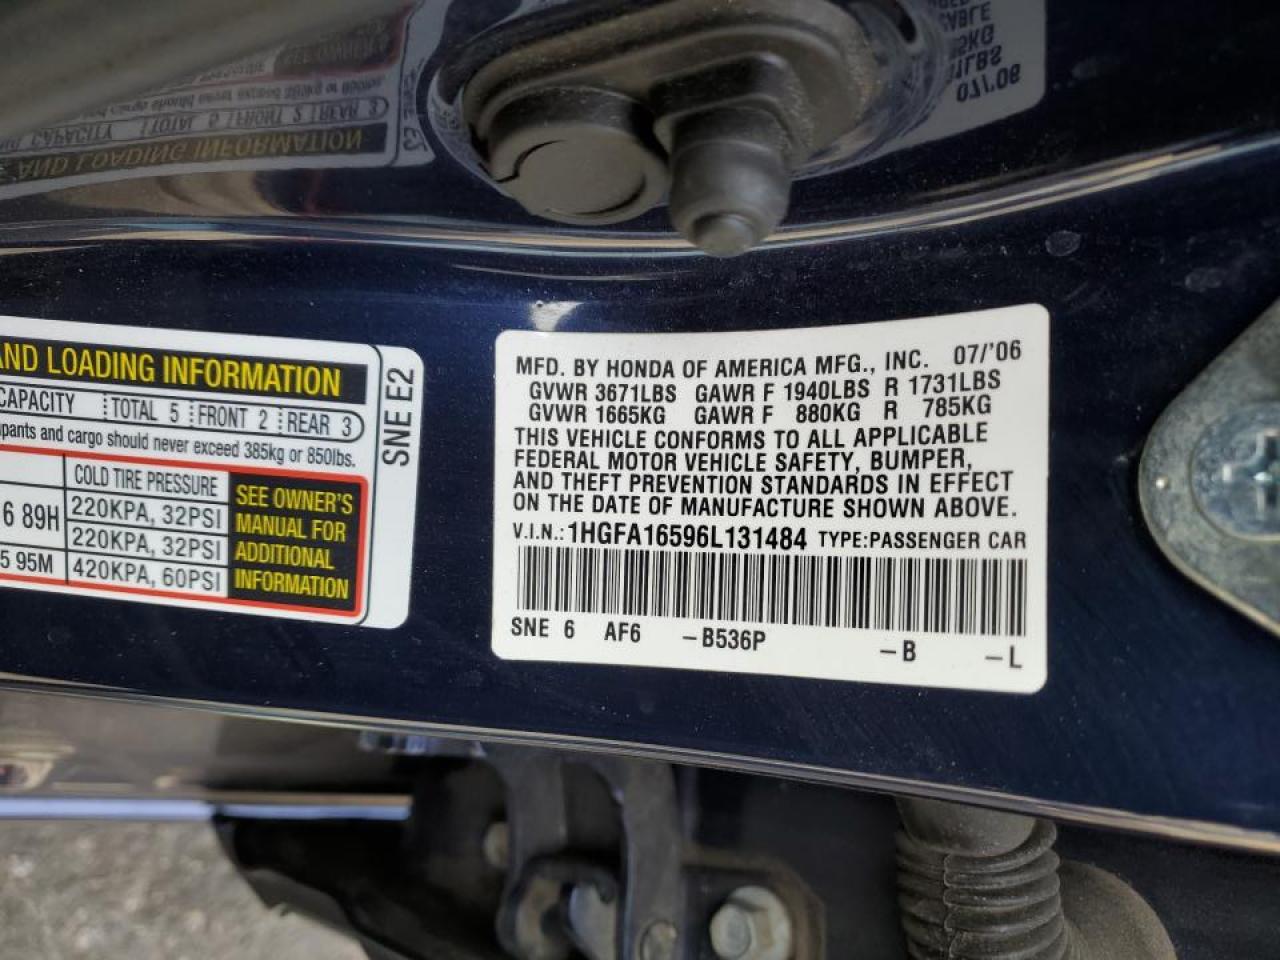 AND LOADING INFORMATION
CAPACITY TOTAL 5 FRONT 2 REAR 3
and cargo should never exceed 385kg or 850lbs.
COLD TIRE PRESSURE
6 89H 220KPA, 32PSI
220KPA, 32PSI
5 95M 420KPA, 60PSI
SEE OWNER'S
MANUAL FOR
ADDITIONAL
INFORMATION
SNE E2
MFD. BY HONDA OF AMERICA MFG., INC. 07/'06
GVWR 3671LBS GAWR F 1940LBS R 1731LBS
GVWR 1665KG GAWR F 880KG R 785KG
THIS VEHICLE CONFORMS TO ALL APPLICABLE
FEDERAL MOTOR VEHICLE SAFETY, BUMPER,
AND THEFT PREVENTION STANDARDS IN EFFECT
ON THE DATE OF MANUFACTURE SHOWN ABOVE.
V.I.N.: 1HGFA16596L131484 TYPE:PASSENGER CAR
SNE 6 AF6 -B536P -B -L